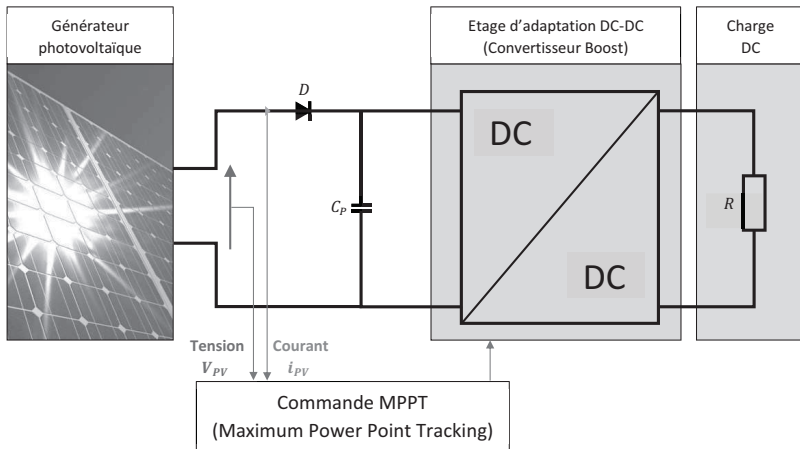 Générateur
photovoltaïque
Etage d'adaptation DC-DC
(Convertisseur Boost)
Charge
DC
D
DC
C_P
R
DC
Tension
V_PV
Courant
i_PV
Commande MPPT
(Maximum Power Point Tracking)